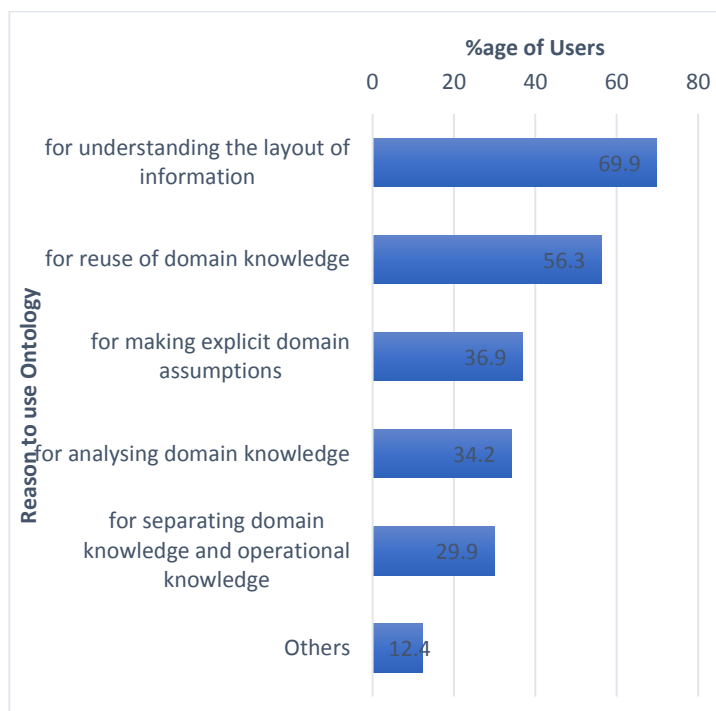 %age of Users
0 20 40 60 80
Reason to use Ontology
for understanding the layout of
information
69.9
for reuse of domain knowledge
56.3
for making explicit domain
assumptions
36.9
for analysing domain knowledge
34.2
for separating domain
knowledge and operational
knowledge
29.9
Others
12.4